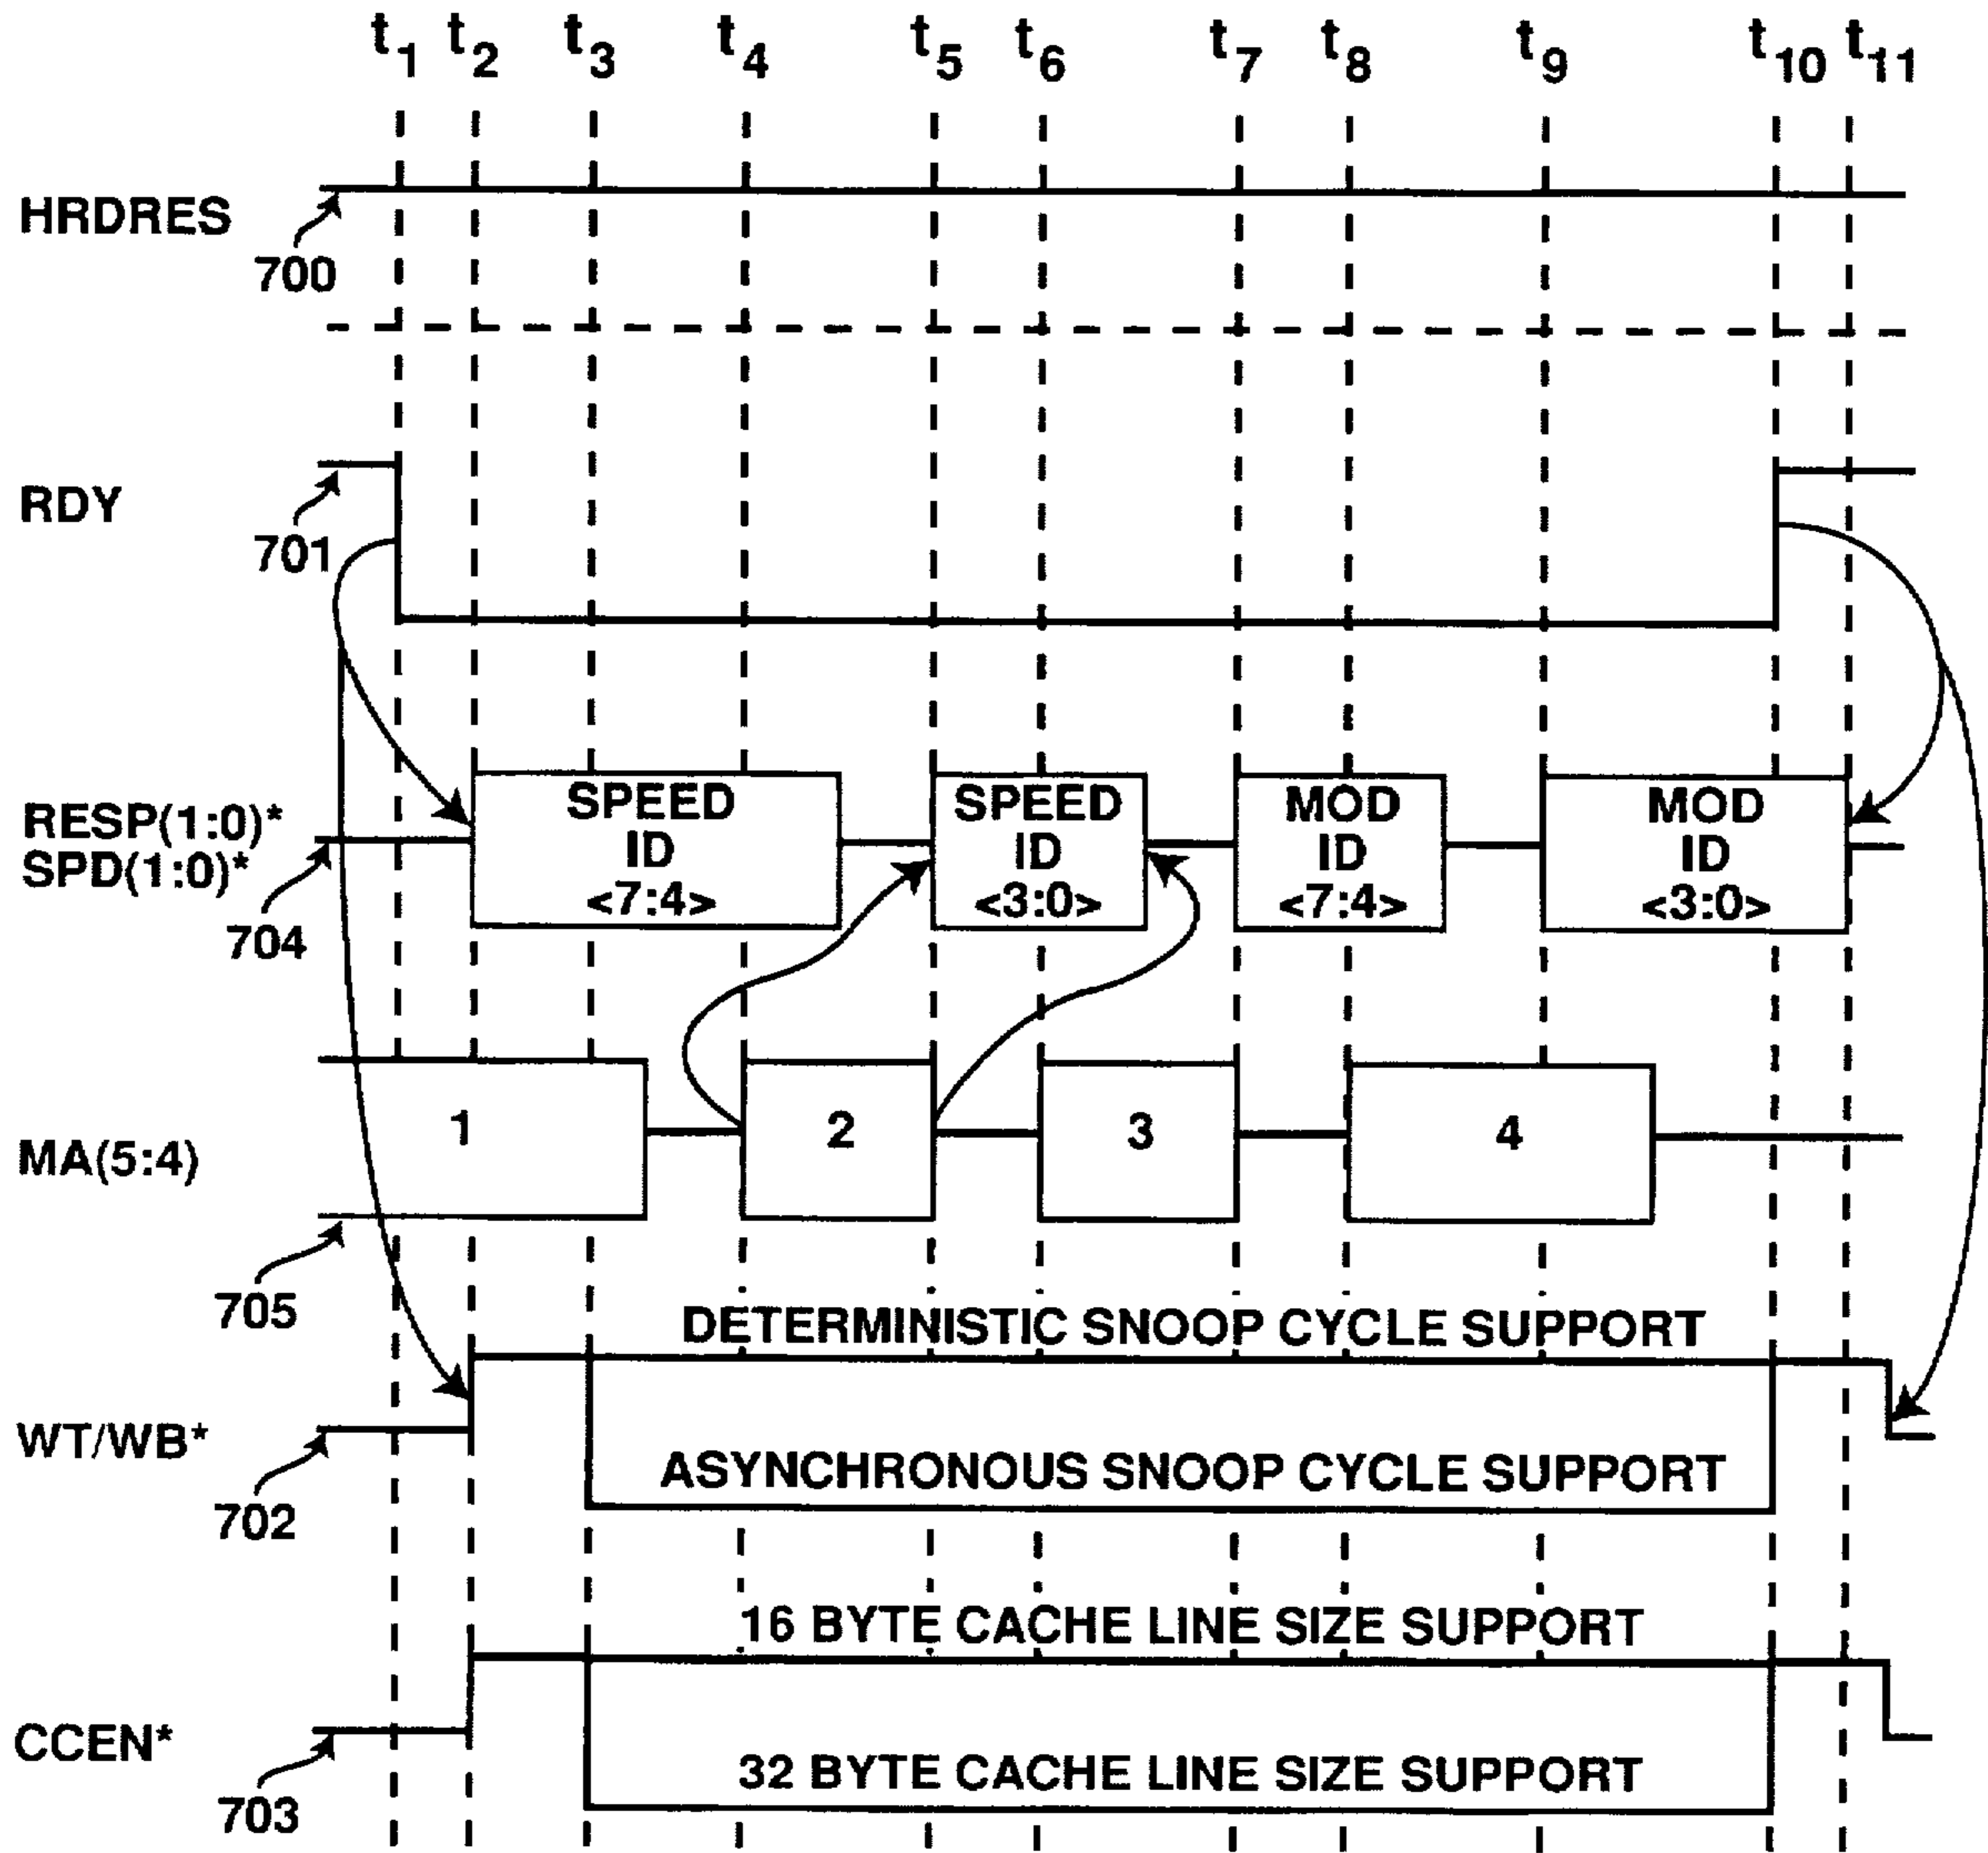 t1 t2 t3 t4 t5 t6 t7 t8 t9 t10 t11
HRDRES
700
RDY
701
RESP(1:0)*
SPD(1:0)*
704
SPEED
ID
<7:4>
SPEED
ID
<3:0>
MOD
ID
<7:4>
MOD
ID
<3:0>
MA(5:4)
705
1
2
3
4
DETERMINISTIC SNOOP CYCLE SUPPORT
WT/WB*
702
ASYNCHRONOUS SNOOP CYCLE SUPPORT
16 BYTE CACHE LINE SIZE SUPPORT
CCEN*
703
32 BYTE CACHE LINE SIZE SUPPORT